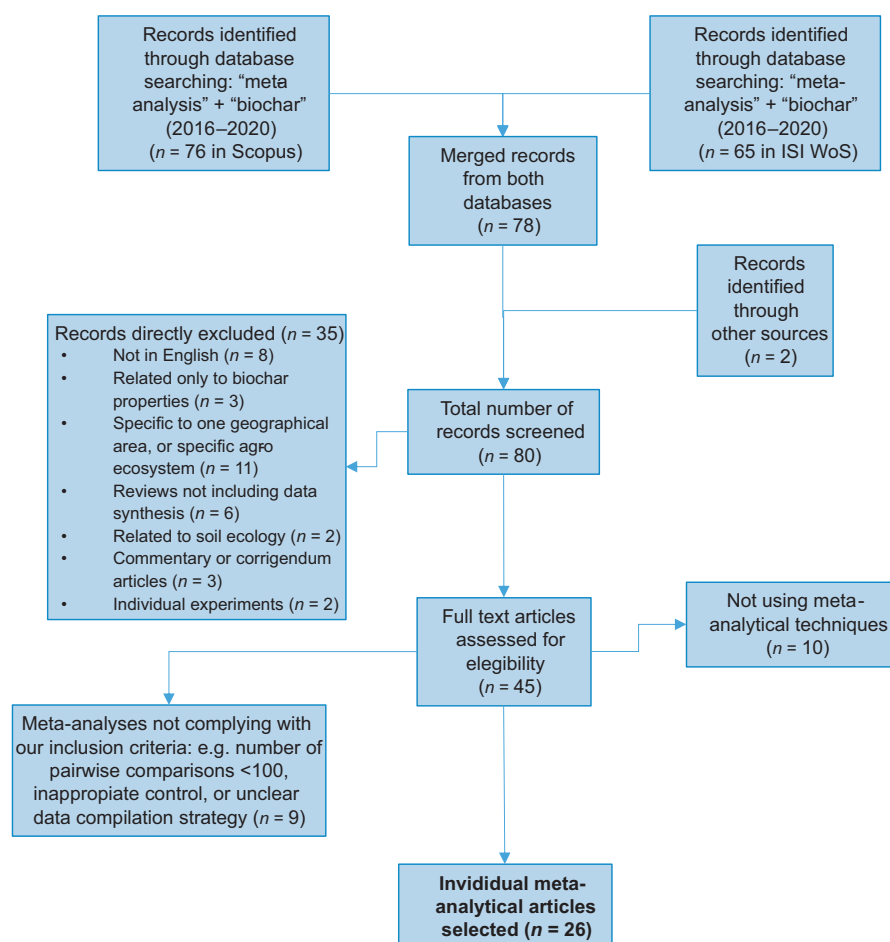 Records identified
through database
searching: “meta
analysis” + “biochar”
(2016–2020)
(n = 76 in Scopus)
Records identified
through database
searching: “meta-
analysis” + “biochar”
(2016–2020)
(n = 65 in ISI WoS)
Merged records
from both
databases
(n = 78)
Records
identified
through
other sources
(n = 2)
Records directly excluded (n = 35)
• Not in English (n = 8)
• Related only to biochar
properties (n = 3)
• Specific to one geographical
area, or specific agro
ecosystem (n = 11)
• Reviews not including data
synthesis (n = 6)
• Related to soil ecology (n = 2)
• Commentary or corrigendum
articles (n = 3)
• Individual experiments (n = 2)
Total number of
records screened
(n = 80)
Full text articles
assessed for
elegibility
(n = 45)
Not using meta-
analytical techniques
(n = 10)
Meta-analyses not complying with
our inclusion criteria: e.g. number of
pairwise comparisons <100,
inappropiate control, or unclear
data compilation strategy (n = 9)
Invididual meta-
analytical articles
selected (n = 26)